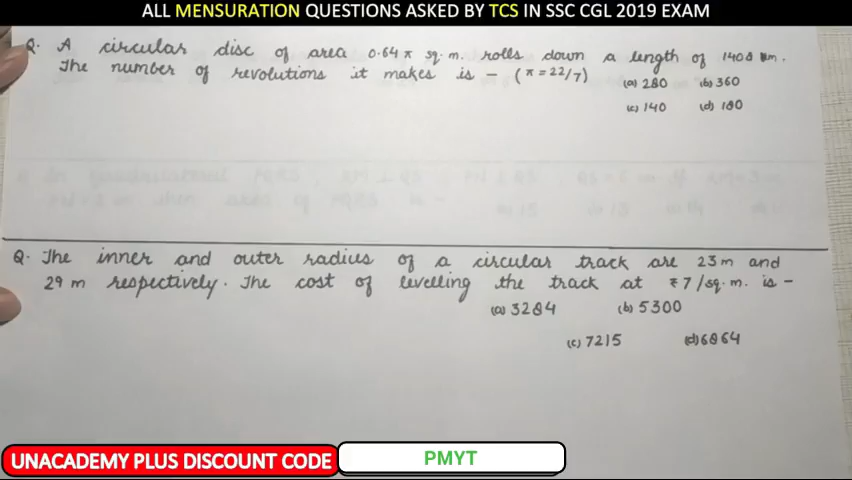 ALL MENSURATION QUESTIONS ASKED BY TCS IN SSC CGL 2019 EXAM
Q. A circular disc of area 0.64π sq. m. rolls down a length of 1408 m.
The number of revolutions it makes is - (π = 22/7)
(a) 280 (b) 360
(c) 140 (d) 180
Q. The inner and outer radius of a circular track are 23 m and
29 m respectively. The cost of levelling the track at ₹ 7/sq. m. is -
(a) 3284 (b) 5300
(c) 7215 (d) 6864
UNACADEMY PLUS DISCOUNT CODE PMYT